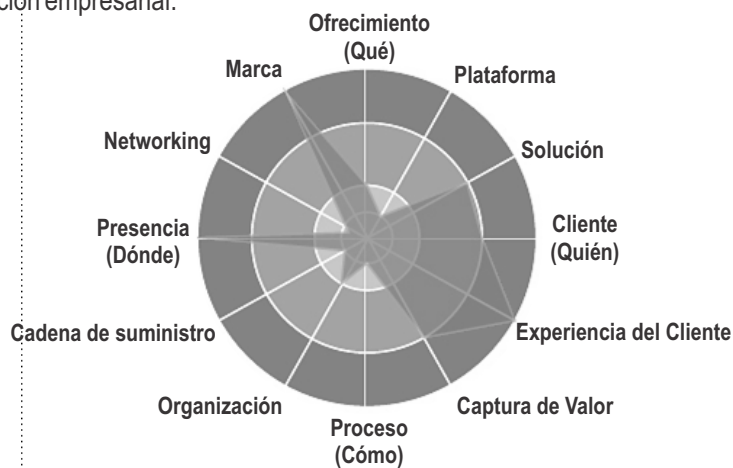 empresarial.
Ofrecimiento
(Qué)
Marca
Plataforma
Networking
Solución
Presencia
(Dónde)
Cliente
(Quién)
Cadena de suministro
Experiencia del Cliente
Organización
Captura de Valor
Proceso
(Cómo)